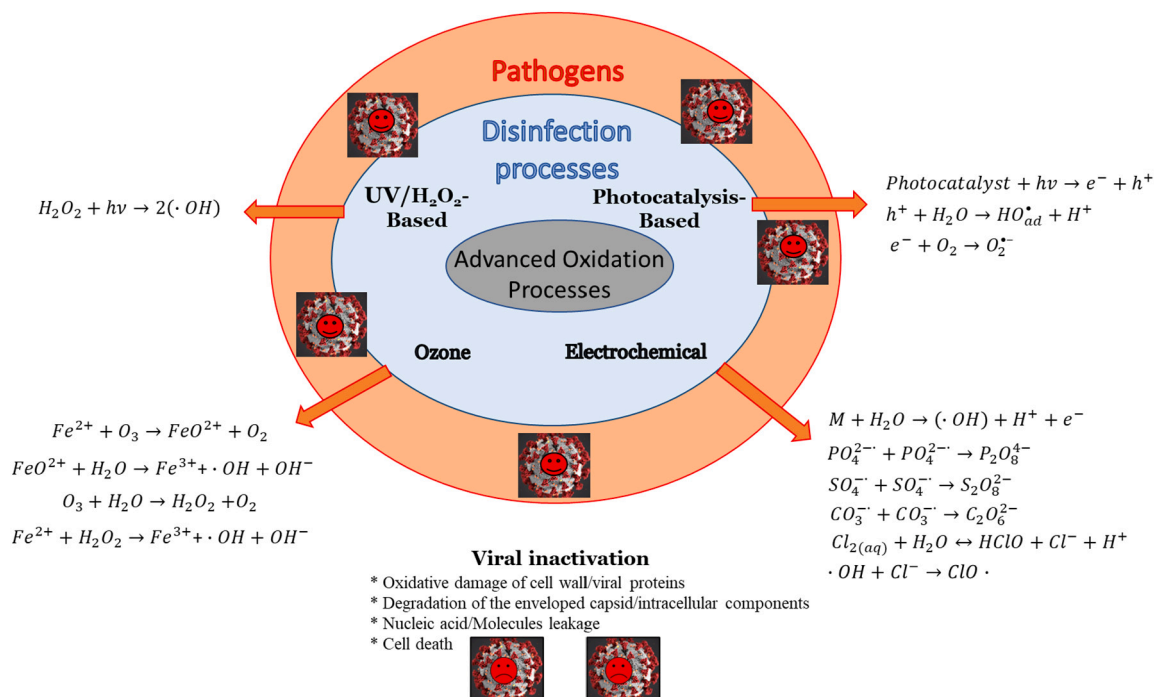 Pathogens
Disinfection
processes
UV/H₂O₂-
Based
Photocatalysis-
Based
Advanced Oxidation
Processes
Ozone
Electrochemical
H₂O₂ + hv → 2(· OH)
Photocatalyst + hv → e⁻ + h⁺
h⁺ + H₂O → HO•ad + H⁺
e⁻ + O₂ → O₂•⁻
Fe²⁺ + O₃ → FeO²⁺ + O₂
FeO²⁺ + H₂O → Fe³⁺+ · OH + OH⁻
O₃ + H₂O → H₂O₂ +O₂
Fe²⁺ + H₂O₂ → Fe³⁺+ · OH + OH⁻
M + H₂O → (· OH) + H⁺ + e⁻
PO₄²⁻· + PO₄²⁻· → P₂O₈⁴⁻
SO₄⁻· + SO₄⁻· → S₂O₈²⁻
CO₃⁻· + CO₃⁻· → C₂O₆²⁻
Cl₂(aq) + H₂O ↔ HClO + Cl⁻ + H⁺
· OH + Cl⁻ → ClO ·
Viral inactivation
* Oxidative damage of cell wall/viral proteins
* Degradation of the enveloped capsid/intracellular components
* Nucleic acid/Molecules leakage
* Cell death